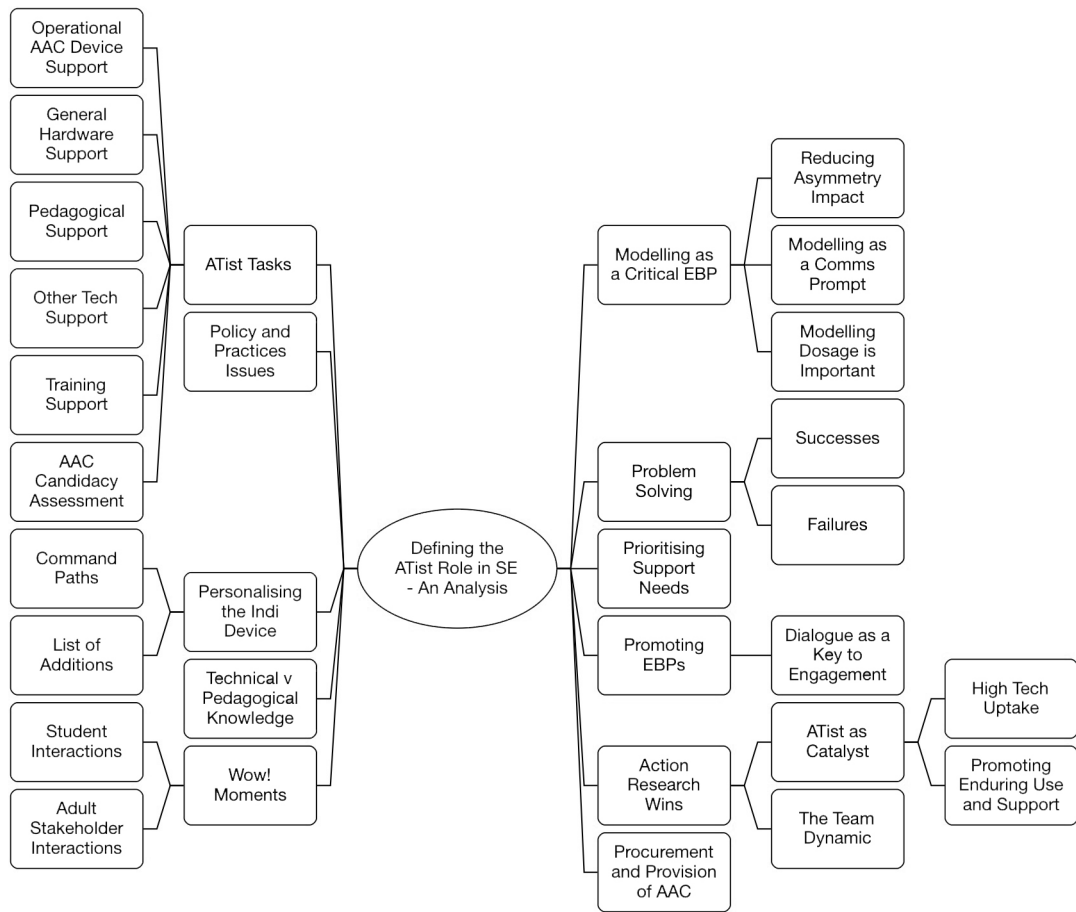 Operational
AAC Device
Support
General
Hardware
Support
Pedagogical
Support
Other Tech
Support
Training
Support
AAC
Candidacy
Assessment
Command
Paths
List of
Additions
Student
Interactions
Adult
Stakeholder
Interactions
ATist Tasks
Policy and
Practices
Issues
Personalising
the Indi
Device
Technical v
Pedagogical
Knowledge
Wow!
Moments
Defining the
ATist Role in SE
- An Analysis
Modelling as
a Critical EBP
Problem
Solving
Prioritising
Support
Needs
Promoting
EBPs
Action
Research
Wins
Procurement
and Provision
of AAC
Reducing
Asymmetry
Impact
Modelling as
a Comms
Prompt
Modelling
Dosage is
Important
Successes
Failures
Dialogue as a
Key to
Engagement
ATist as
Catalyst
The Team
Dynamic
High Tech
Uptake
Promoting
Enduring Use
and Support